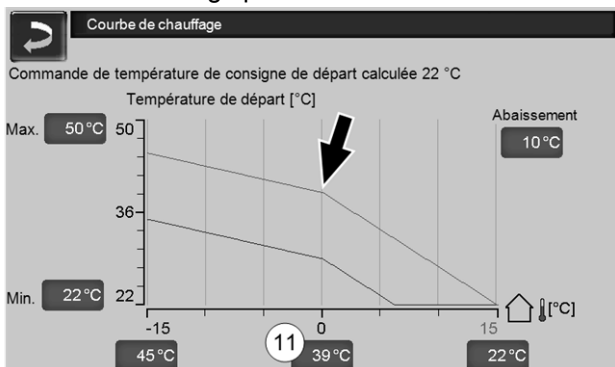 Courbe de chauffage
Commande de température de consigne de départ calculée 22 °C
Température de départ [°C]
Abaissement
Max. 50°C 50
10°C
36
Min. 22°C 22
[°C]
-15 0 15
11
45°C 39°C 22°C